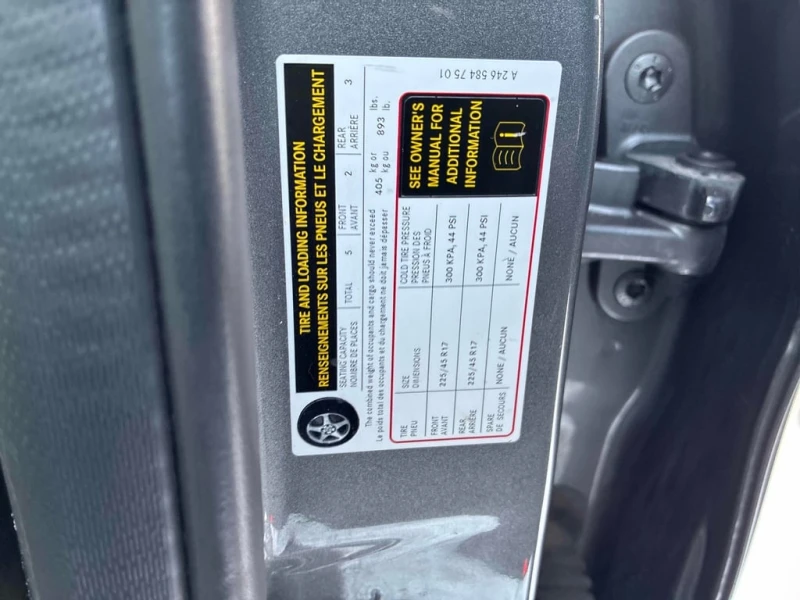 TIRE AND LOADING INFORMATION
RENSEIGNEMENTS SUR LES PNEUS ET LE CHARGEMENT
SEATING CAPACITY
NOMBRE DE PLACES
TOTAL 5
FRONT
AVANT
2
REAR
ARRIÈRE
3
The combined weight of occupants and cargo should never exceed 405 kg or 893 lbs.
Le poids total des occupants et du chargement ne doit jamais dépasser kg ou lb.
TIRE
PNEU
SIZE
DIMENSIONS
COLD TIRE PRESSURE
PRESSION DES
PNEUS À FROID
FRONT
AVANT
225/45 R17
300 KPA, 44 PSI
REAR
ARRIÈRE
225/45 R17
300 KPA, 44 PSI
SPARE
DE SECOURS
NONE / AUCUN
NONE / AUCUN
SEE OWNER'S
MANUAL FOR
ADDITIONAL
INFORMATION
A 246 584 75 01